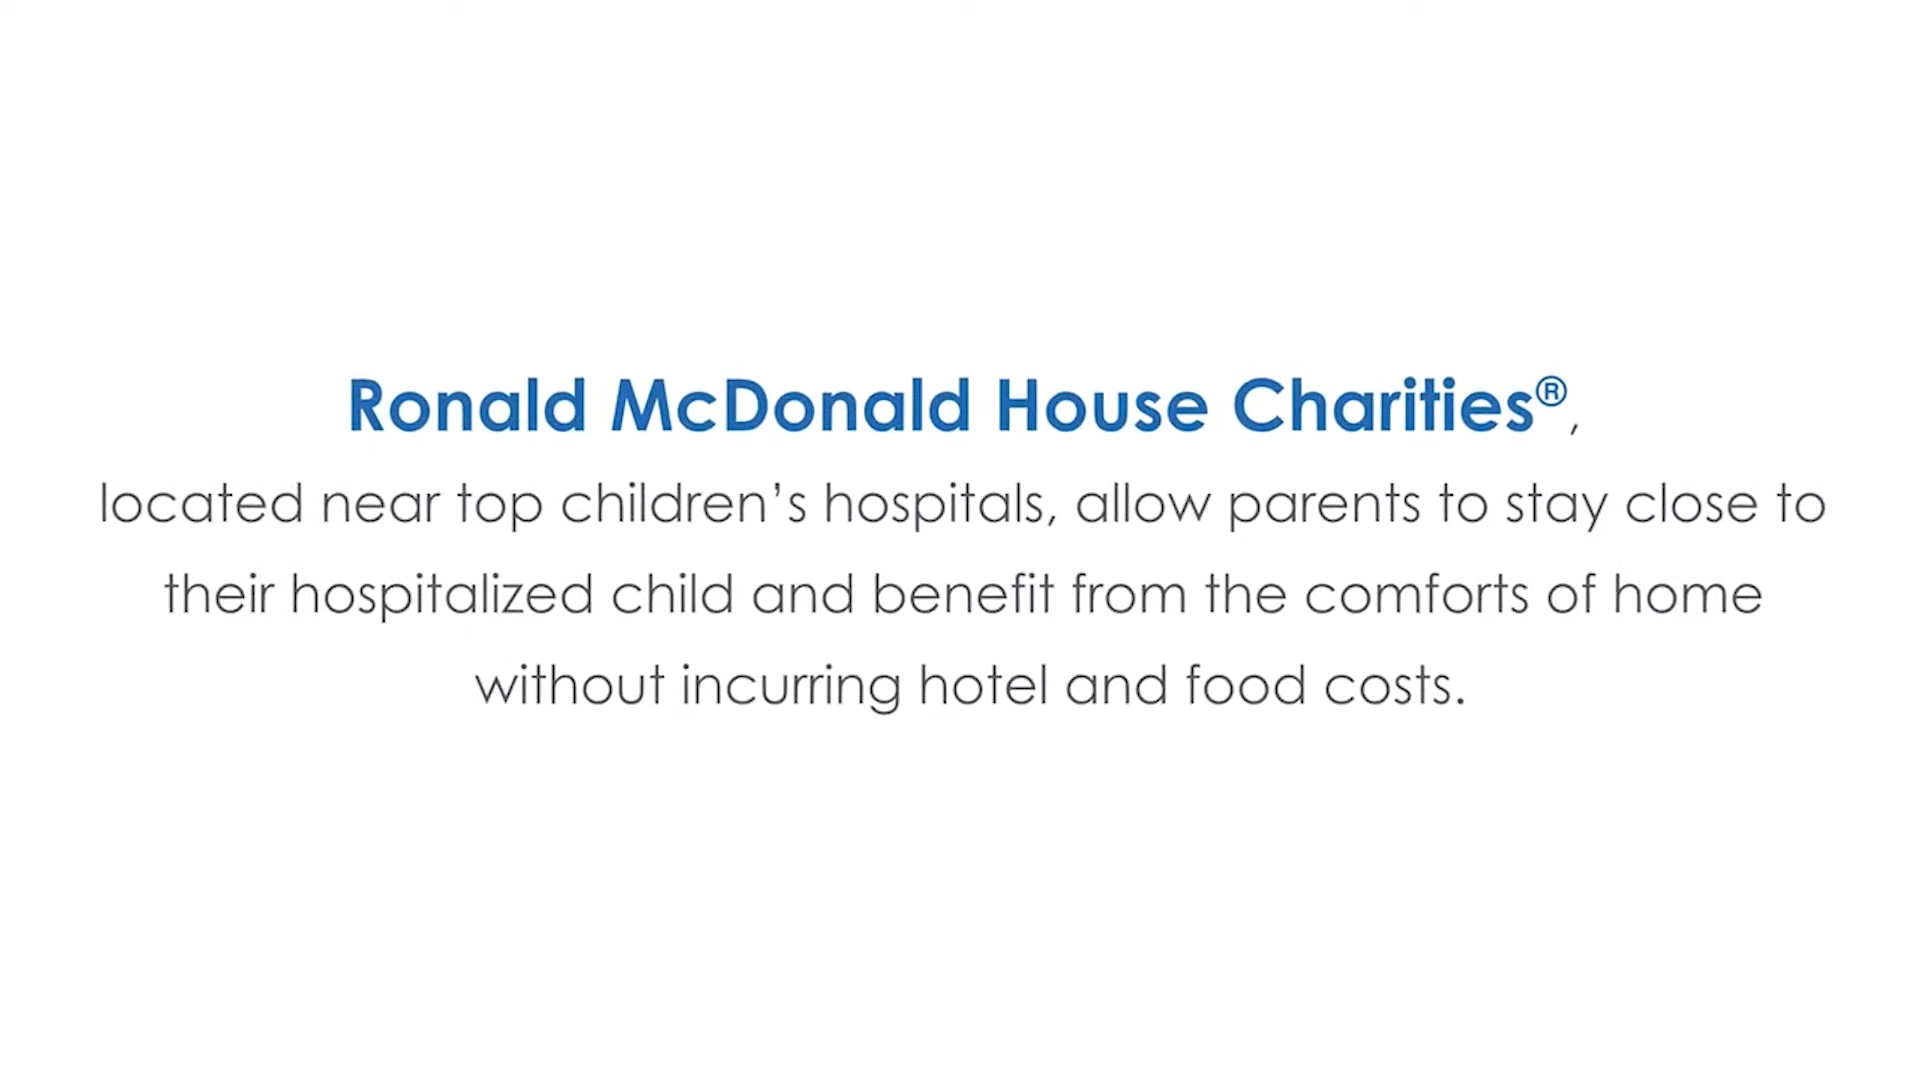 Ronald McDonald House Charities®,
located near top children’s hospitals, allow parents to stay close to
their hospitalized child and benefit from the comforts of home
without incurring hotel and food costs.